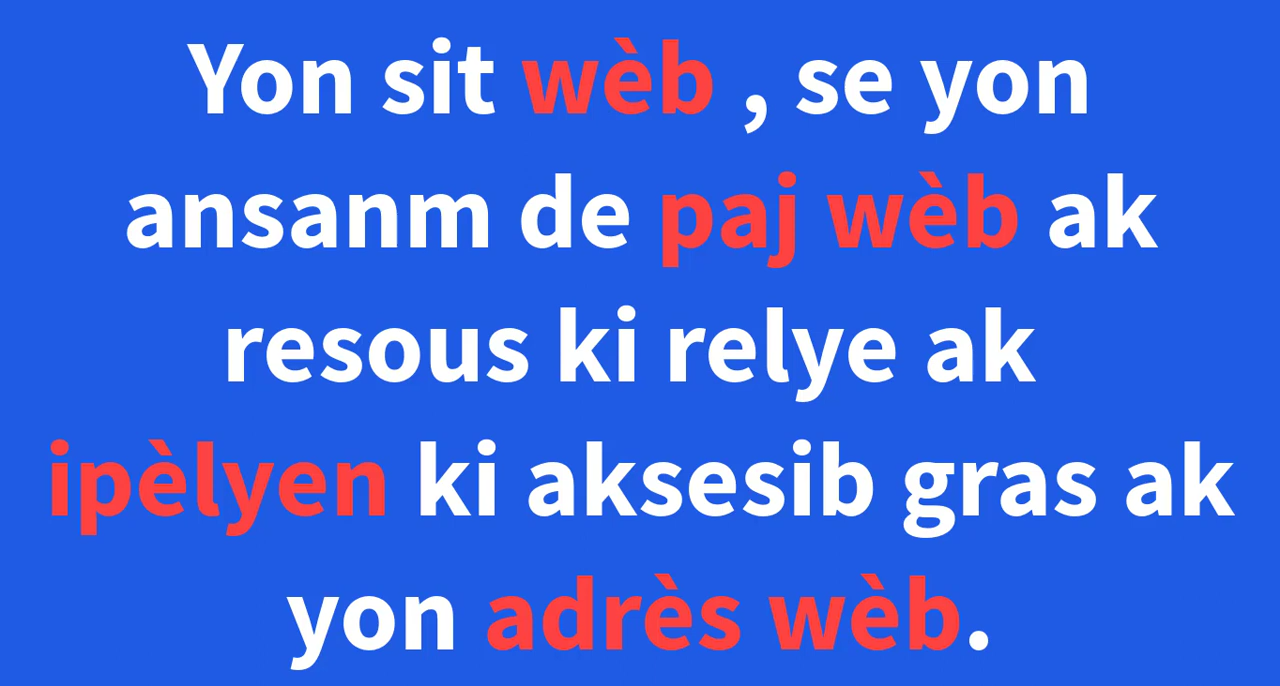 Yon sit wèb , se yon
ansanm de paj wèb ak
resous ki relye ak
ipèlyen ki aksesib gras ak
yon adrès wèb.